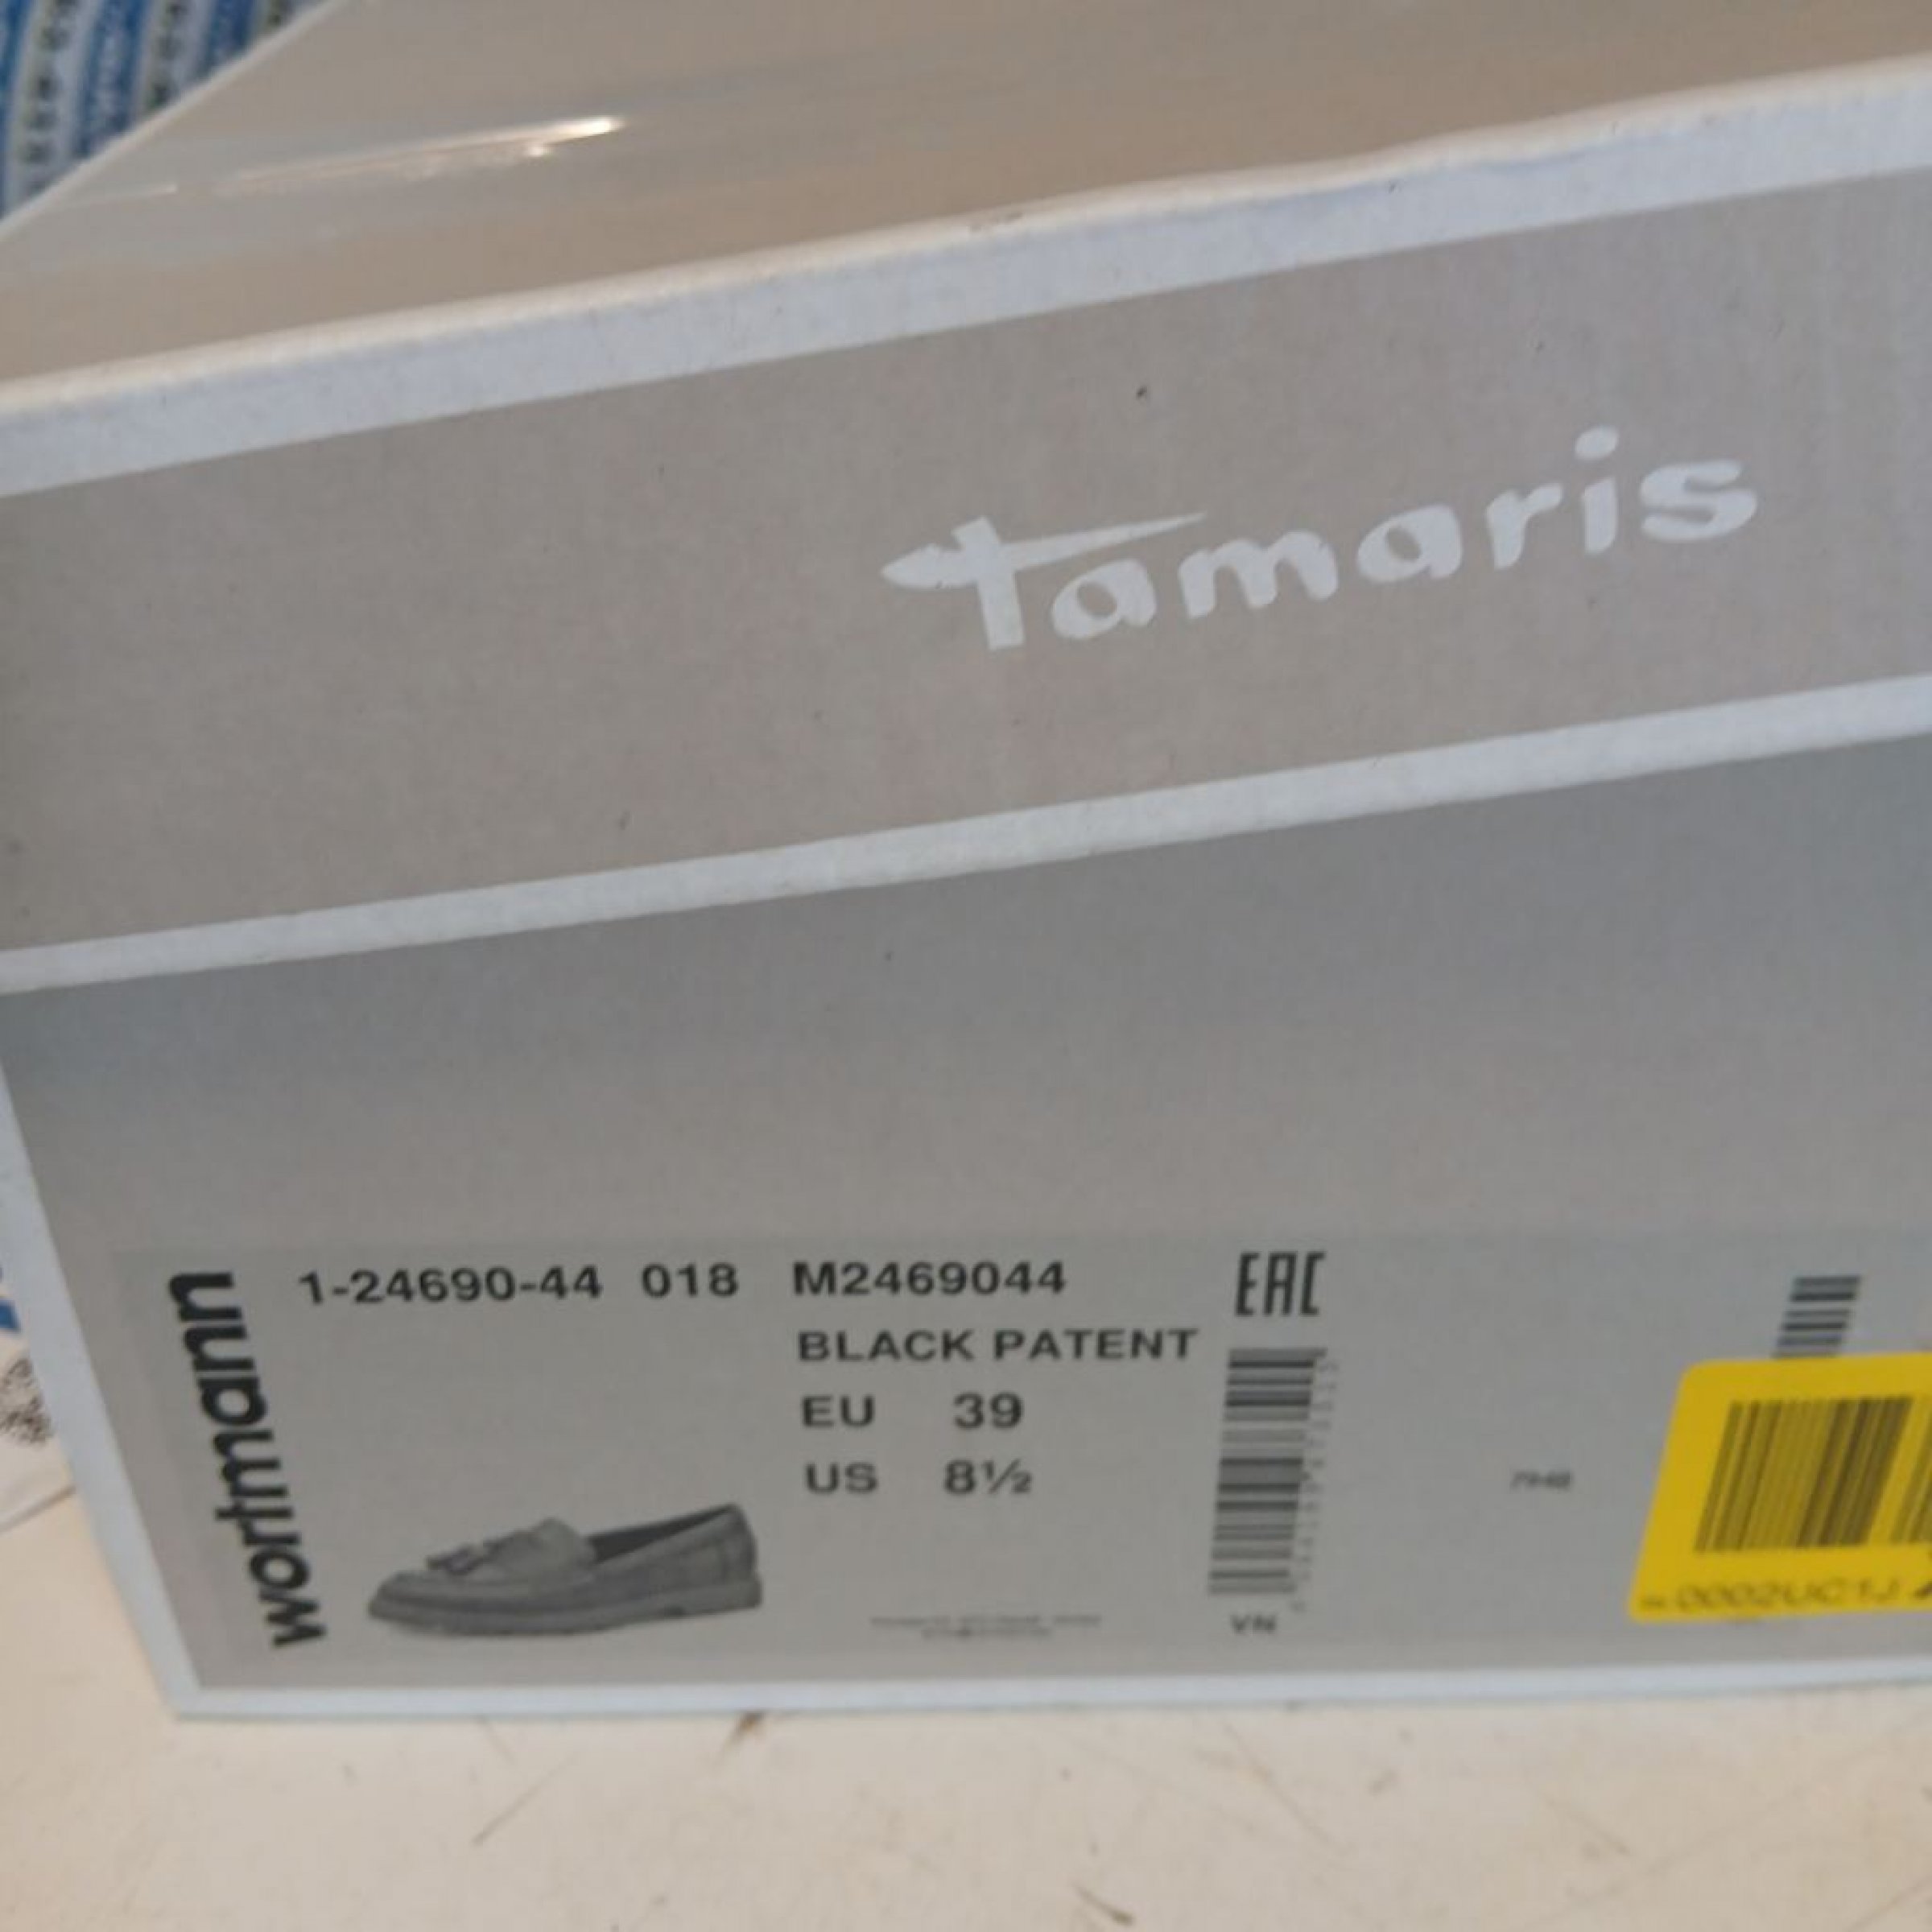 tamaris
wortmann
1-24690-44 018 M2469044
BLACK PATENT
EU 39
US 8½
EAC
VN